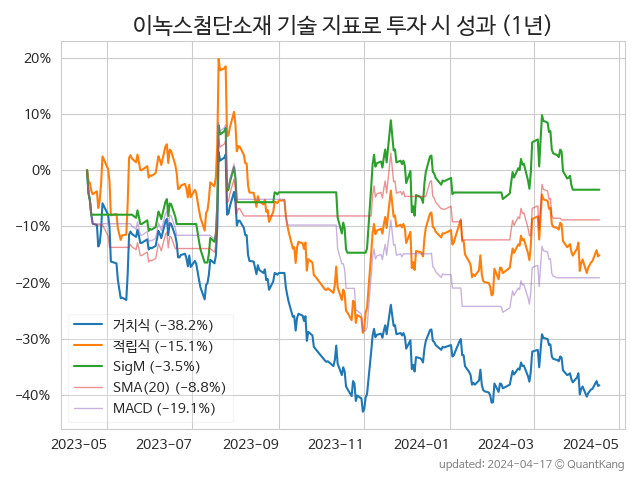 이녹스첨단소재 기술 지표로 투자 시 성과 (1년)
20%
10%
0%
−10%
−20%
−30%
−40%
거치식 (−38.2%)
적립식 (−15.1%)
SigM (−3.5%)
SMA(20) (−8.8%)
MACD (−19.1%)
2023-05 2023-07 2023-09 2023-11 2024-01 2024-03 2024-05
updated: 2024-04-17 © QuantKang